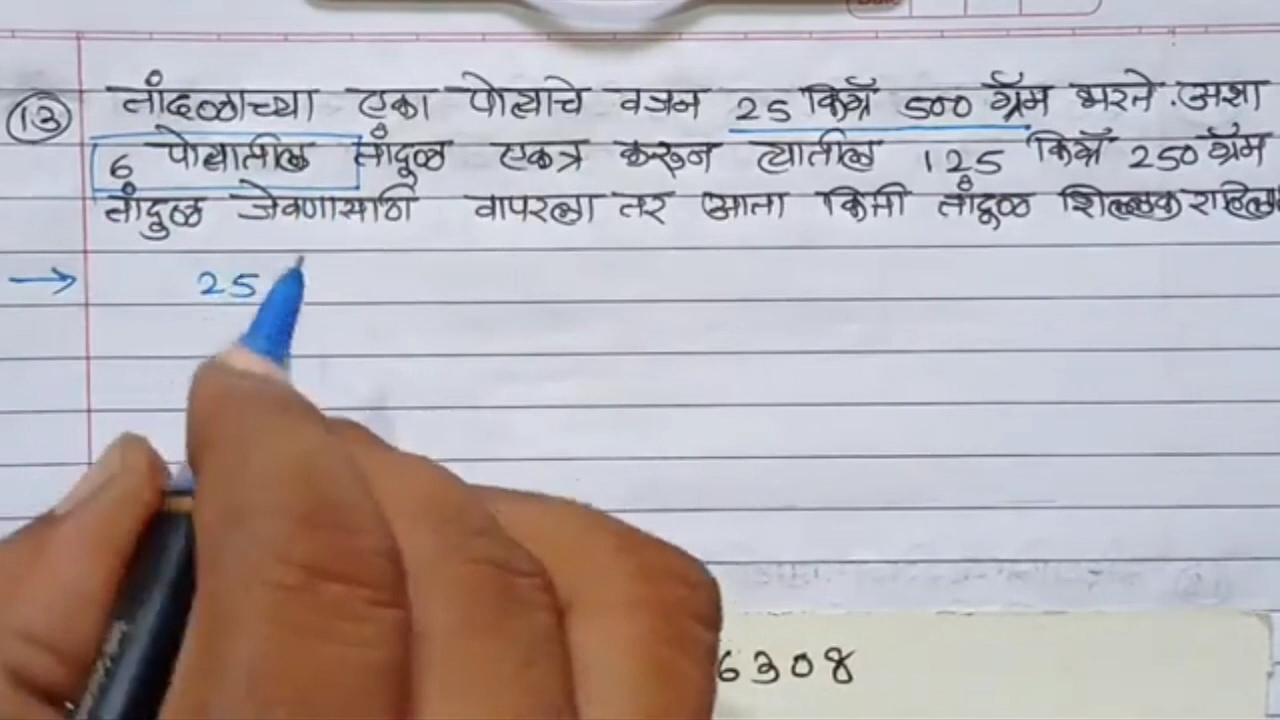 13 तांदळाच्या एका पोत्याचे वजन 25 किग्रॅ 500 ग्रॅम भरते. अशा
6 पोत्यातील तांदुळ एकत्र करून त्यातील 125 किग्रॅ 250 ग्रॅम
तांदुळ जेवणासाठि वापरला तर आता किती तांदूळ शिल्लक राहिला
→ 25
6308